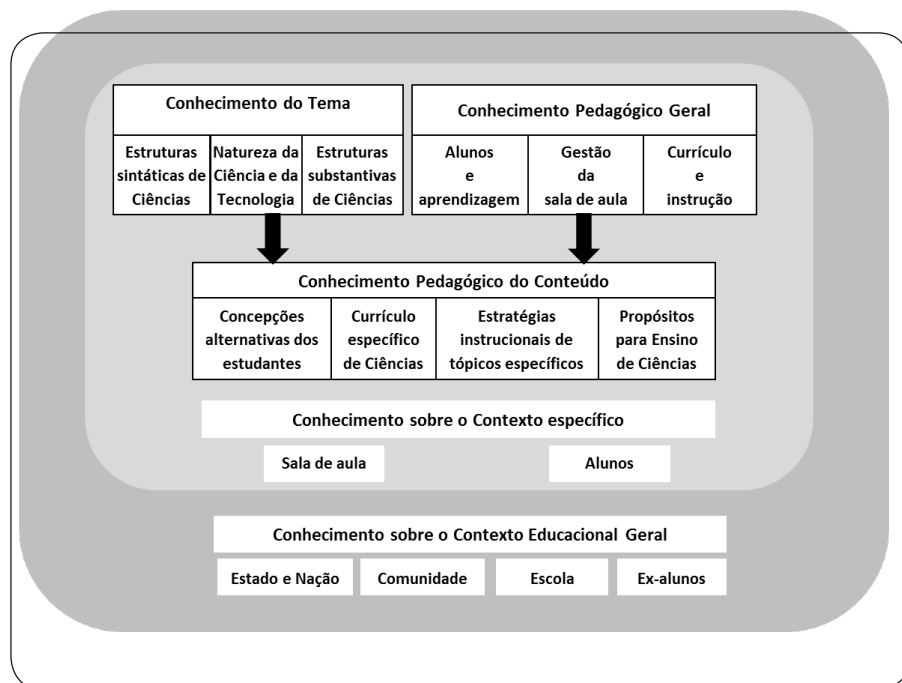 Conhecimento do Tema
Estruturas
sintáticas de
Ciências
Natureza da
Ciência e da
Tecnologia
Estruturas
substantivas
de Ciências
Conhecimento Pedagógico Geral
Alunos
e
aprendizagem
Gestão
da
sala de aula
Currículo
e
instrução
Conhecimento Pedagógico do Conteúdo
Concepções
alternativas dos
estudantes
Currículo
específico
de Ciências
Estratégias
instrucionais de
tópicos específicos
Propósitos
para Ensino
de Ciências
Conhecimento sobre o Contexto específico
Sala de aula
Alunos
Conhecimento sobre o Contexto Educacional Geral
Estado e Nação
Comunidade
Escola
Ex-alunos